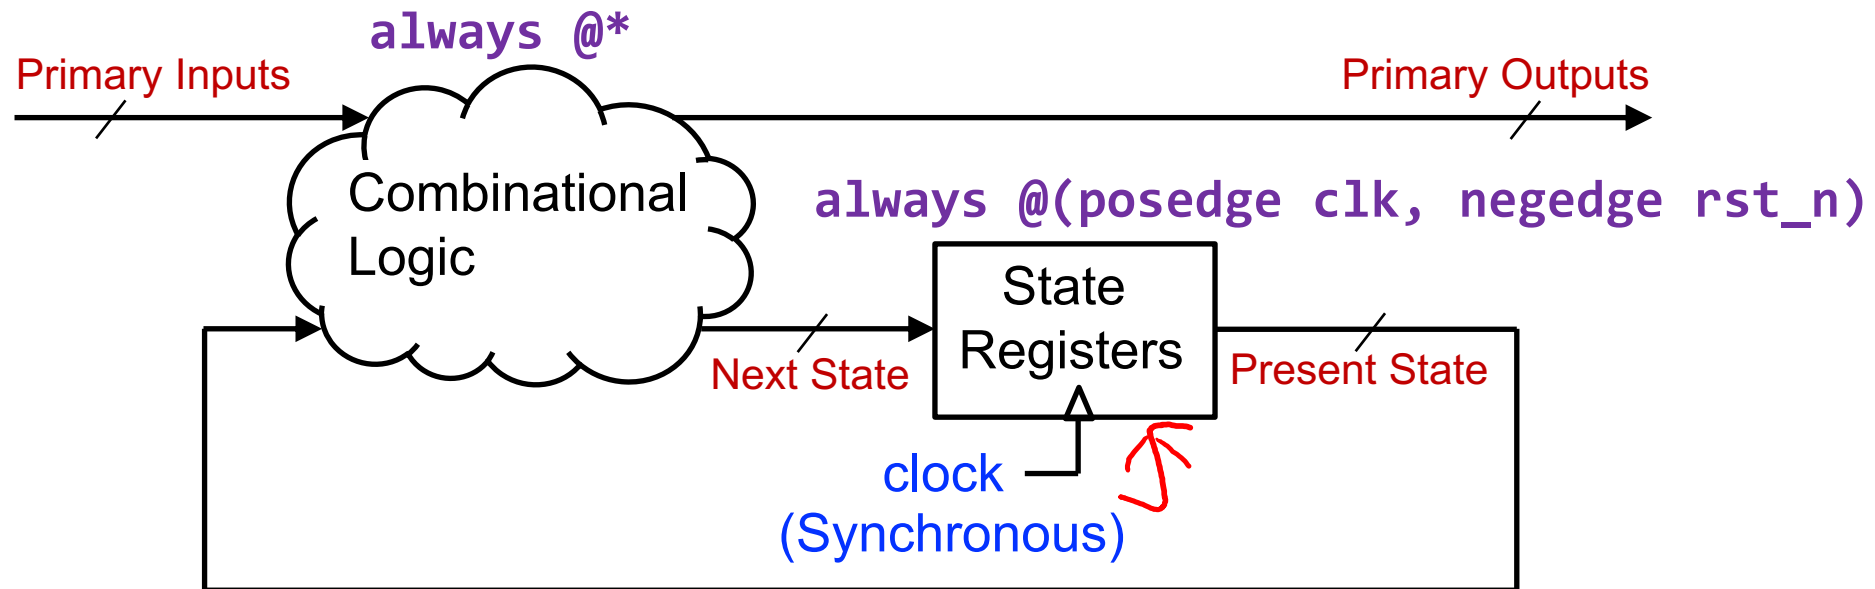 always @*
Primary Inputs
Primary Outputs
Combinational
Logic
always @(posedge clk, negedge rst_n)
State
Registers
Next State
Present State
clock
(Synchronous)